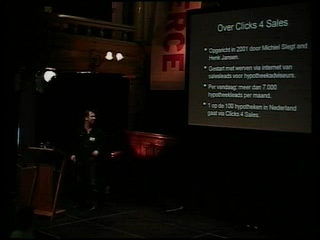 ERCE
Over Clicks 4 Sales
Opgericht in 2001 door Michiel Slegt and
Henk Jansen.
Gestart met werven via internet van
salesleads voor hypotheekadviseurs.
Per vandaag: meer dan 7.000
hypotheekleads per maand.
1 op de 100 hypotheken in Nederland
gaat via Clicks 4 Sales.